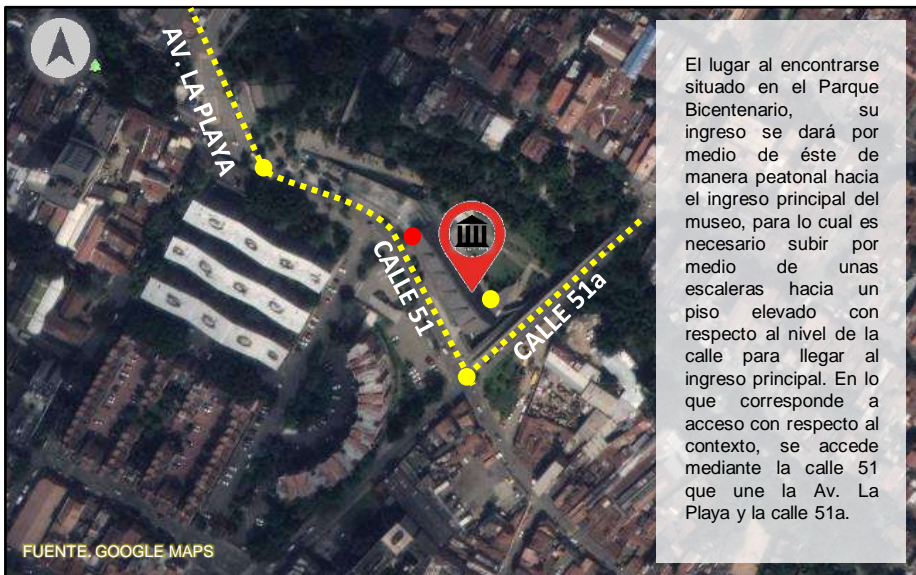 AV. LA PLAYA
CALLE 51
CALLE 51a
FUENTE. GOOGLE MAPS
El lugar al encontrarse
situado en el Parque
Bicentenario, su
ingreso se dará por
medio de éste de
manera peatonal hacia
el ingreso principal del
museo, para lo cual es
necesario subir por
medio de unas
escaleras hacia un
piso elevado con
respecto al nivel de la
calle para llegar al
ingreso principal. En lo
que corresponde a
acceso con respecto al
contexto, se accede
mediante la calle 51
que une la Av. La
Playa y la calle 51a.